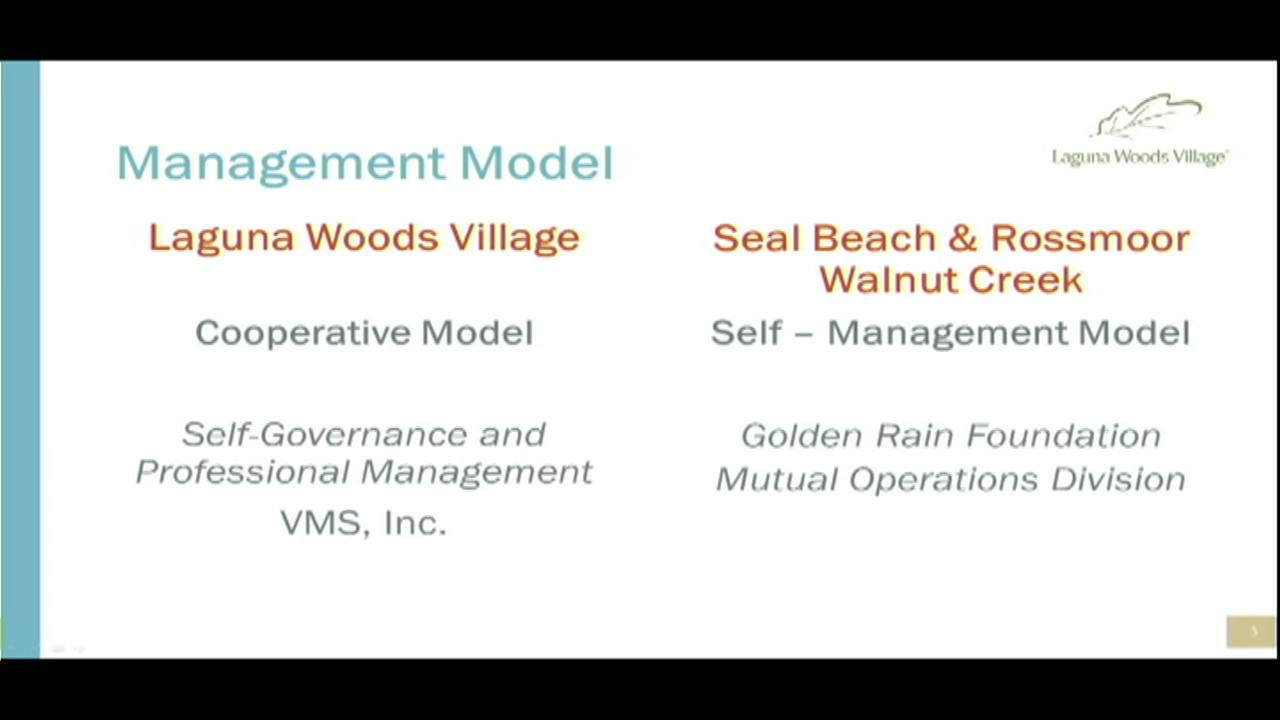 Laguna Woods Village
Management Model
Laguna Woods Village
Cooperative Model
Self-Governance and
Professional Management
VMS, Inc.
Seal Beach & Rossmoor
Walnut Creek
Self – Management Model
Golden Rain Foundation
Mutual Operations Division